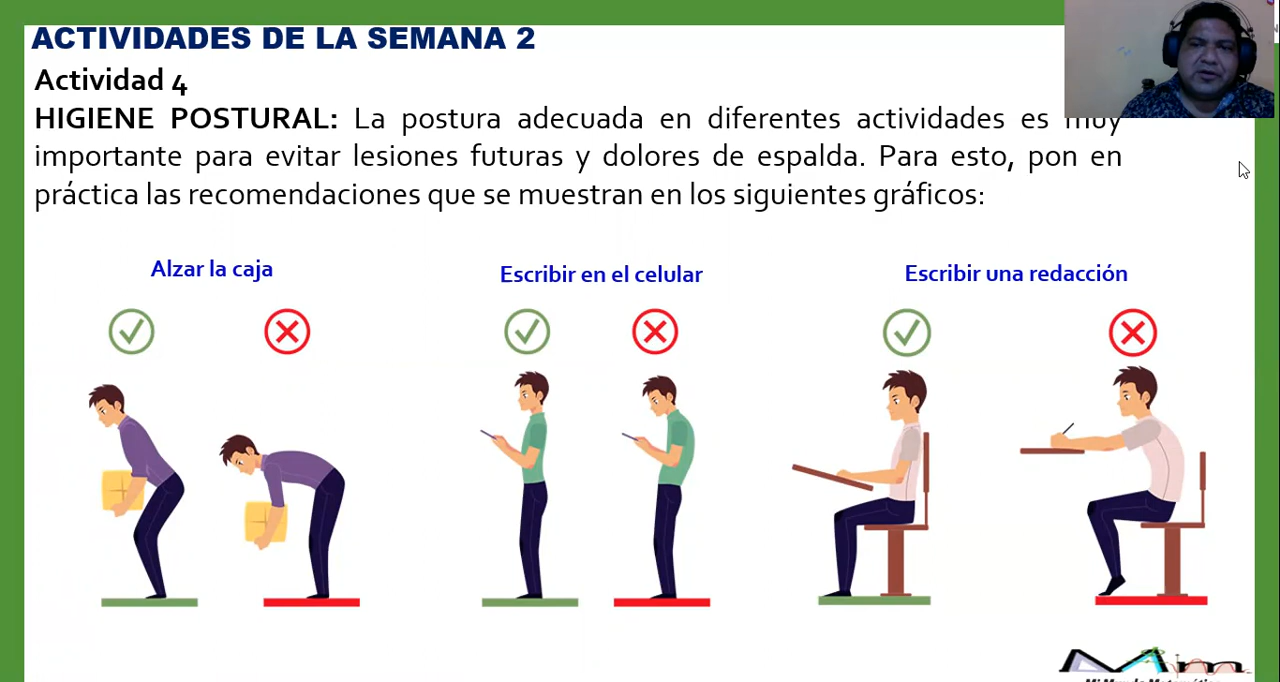 ACTIVIDADES DE LA SEMANA 2
Actividad 4
HIGIENE POSTURAL: La postura adecuada en diferentes actividades es muy
importante para evitar lesiones futuras y dolores de espalda. Para esto, pon en
práctica las recomendaciones que se muestran en los siguientes gráficos:
Alzar la caja
Escribir en el celular
Escribir una redacción